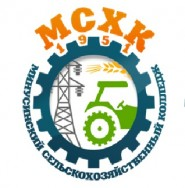 МСХК
1951
МИНУСИНСКИЙ СЕЛЬСКОХОЗЯЙСТВЕННЫЙ КОЛЛЕДЖ